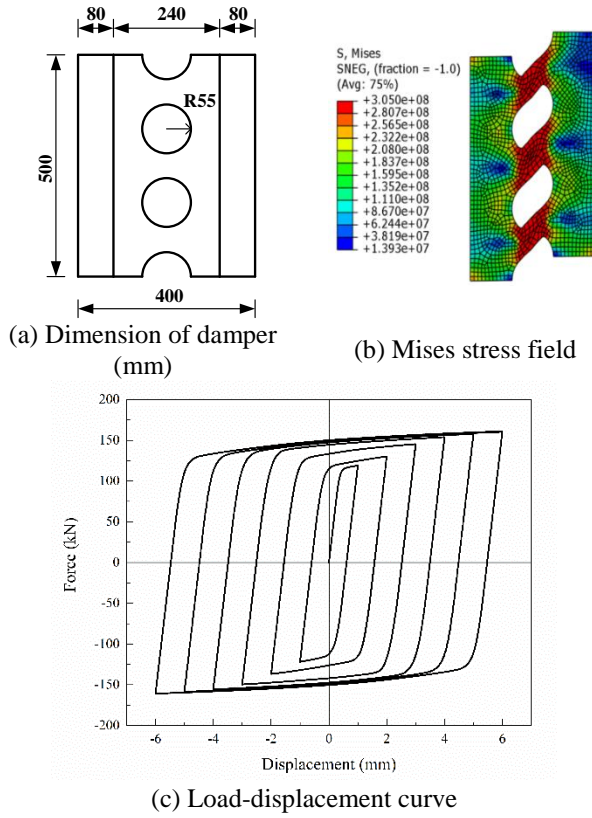 80 240 80
R55
500
400
(a) Dimension of damper
(mm)
S, Mises
SNEG, (fraction = -1.0)
(Avg: 75%)
+3.050e+08
+2.807e+08
+2.565e+08
+2.322e+08
+2.080e+08
+1.837e+08
+1.595e+08
+1.352e+08
+1.110e+08
+8.670e+07
+6.244e+07
+3.819e+07
+1.393e+07
(b) Mises stress field
200
150
100
50
0
-50
-100
-150
-200
Force (kN)
-6 -4 -2 0 2 4 6
Displacement (mm)
(c) Load-displacement curve